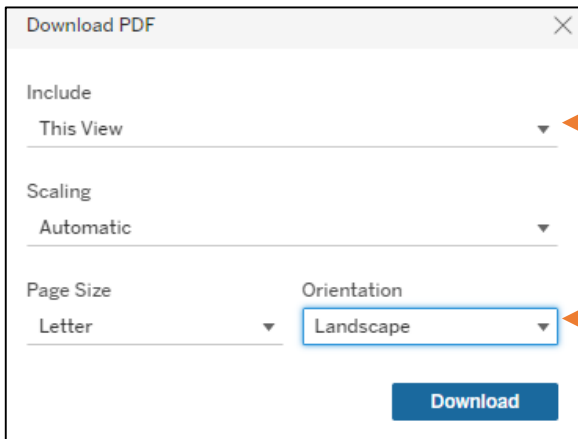 Download PDF
Include
This View
Scaling
Automatic
Page Size Orientation
Letter Landscape
Download